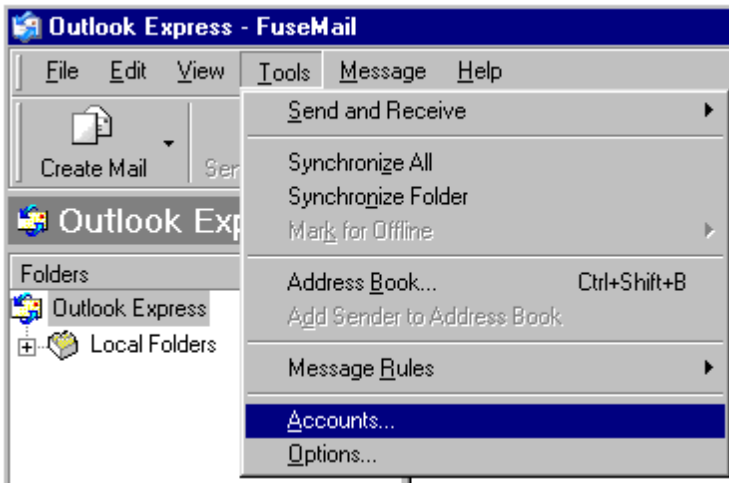 Outlook Express - FuseMail
File Edit View Tools Message Help
Create Mail
Outlook
Folders
Outlook Express
Local Folders
Send and Receive
Synchronize All
Synchronize Folder
Mark for Offline
Address Book... Ctrl+Shift+B
Add Sender to Address Book
Message Rules
Accounts...
Options...